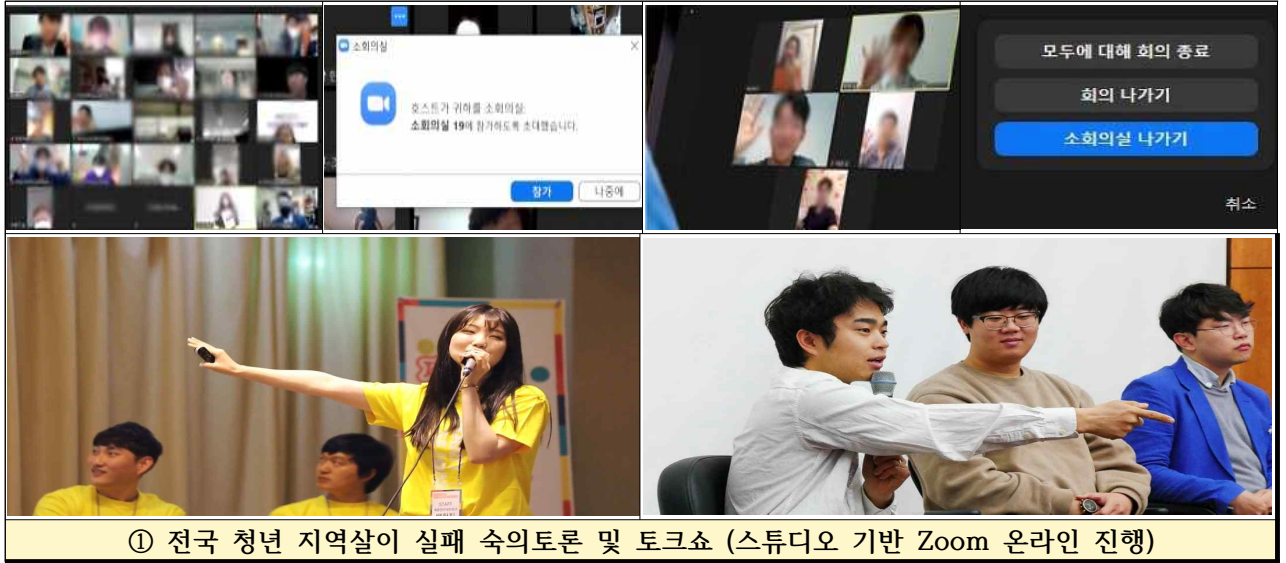 소회의실
호스트가 귀하를 소회의실:
소회의실 19에 참가하도록 초대했습니다.
참가
나중에
모두에 대해 회의 종료
회의 나가기
소회의실 나가기
취소
① 전국 청년 지역살이 실패 숙의토론 및 토크쇼 (스튜디오 기반 Zoom 온라인 진행)